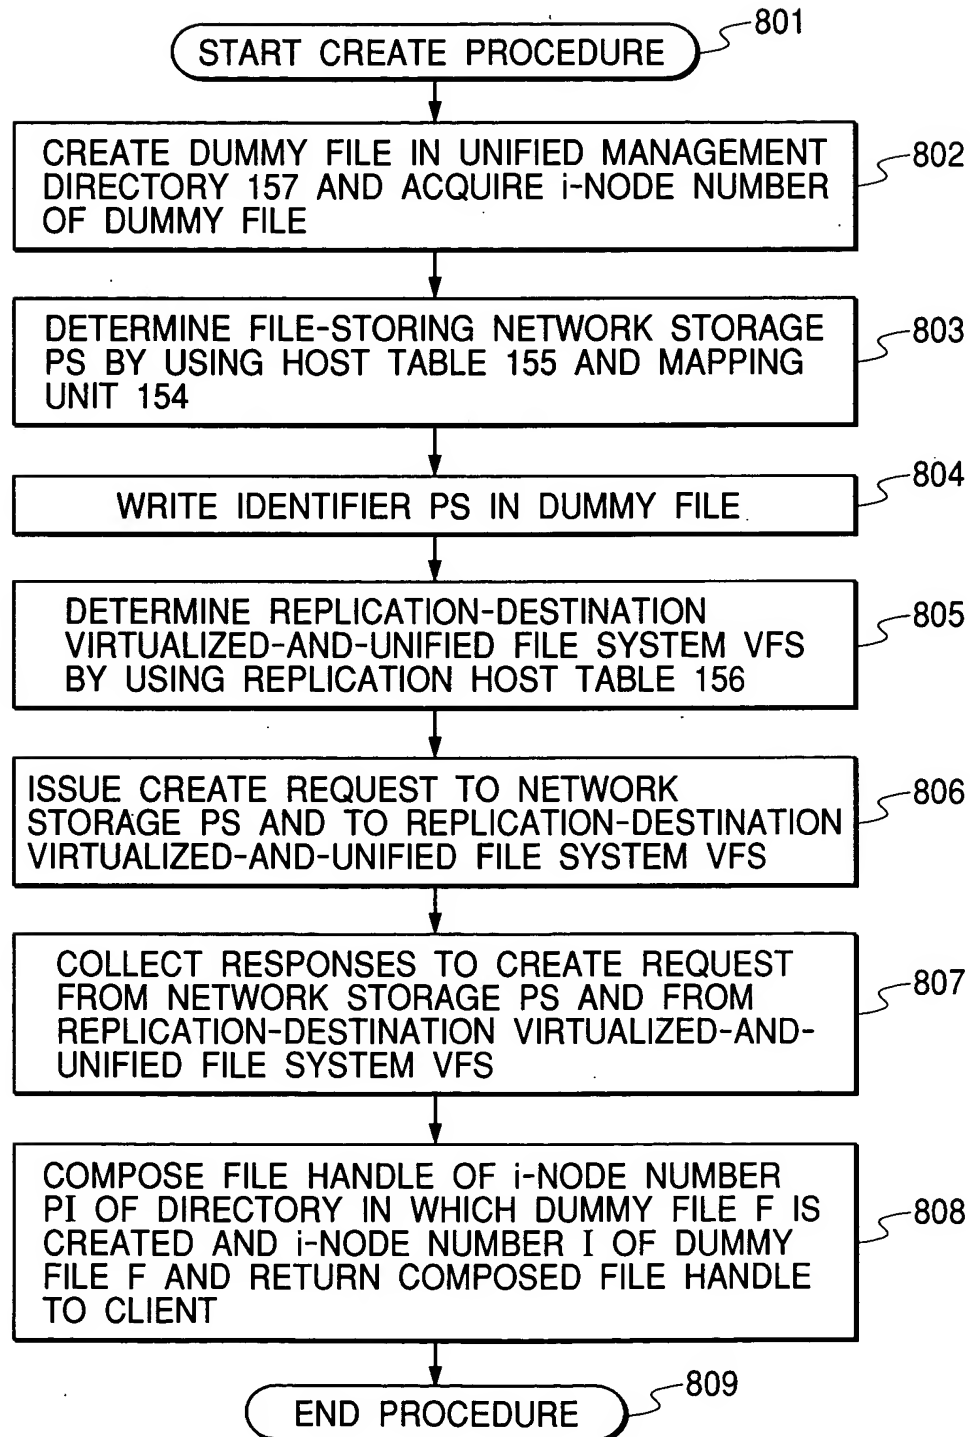 801
START CREATE PROCEDURE
CREATE DUMMY FILE IN UNIFIED MANAGEMENT
DIRECTORY 157 AND ACQUIRE i-NODE NUMBER
OF DUMMY FILE
802
DETERMINE FILE-STORING NETWORK STORAGE
PS BY USING HOST TABLE 155 AND MAPPING
UNIT 154
803
WRITE IDENTIFIER PS IN DUMMY FILE
804
DETERMINE REPLICATION-DESTINATION
VIRTUALIZED-AND-UNIFIED FILE SYSTEM VFS
BY USING REPLICATION HOST TABLE 156
805
ISSUE CREATE REQUEST TO NETWORK
STORAGE PS AND TO REPLICATION-DESTINATION
VIRTUALIZED-AND-UNIFIED FILE SYSTEM VFS
806
COLLECT RESPONSES TO CREATE REQUEST
FROM NETWORK STORAGE PS AND FROM
REPLICATION-DESTINATION VIRTUALIZED-AND-
UNIFIED FILE SYSTEM VFS
807
COMPOSE FILE HANDLE OF i-NODE NUMBER
PI OF DIRECTORY IN WHICH DUMMY FILE F IS
CREATED AND i-NODE NUMBER I OF DUMMY
FILE F AND RETURN COMPOSED FILE HANDLE
TO CLIENT
808
809
END PROCEDURE